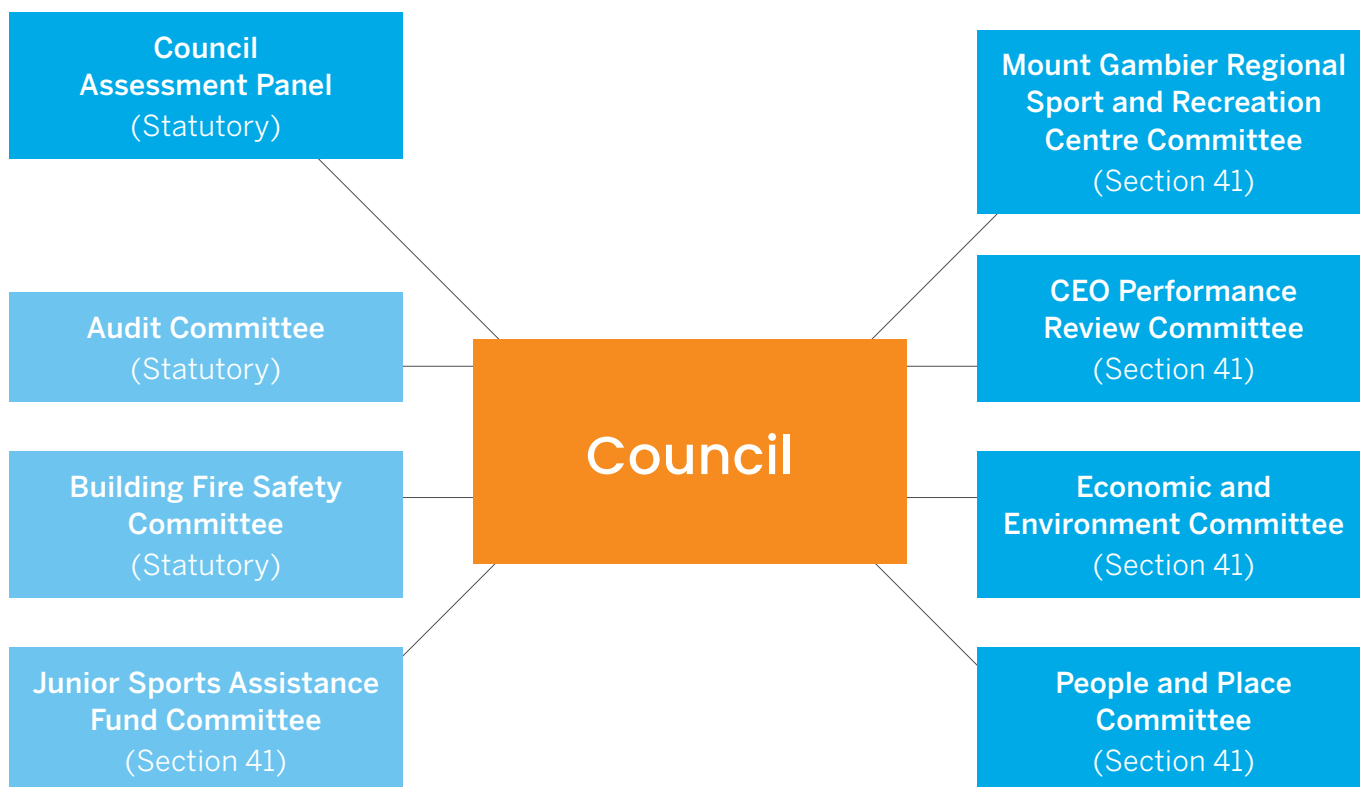 Council
Assessment Panel
(Statutory)
Audit Committee
(Statutory)
Building Fire Safety
Committee
(Statutory)
Junior Sports Assistance
Fund Committee
(Section 41)
Council
Mount Gambier Regional
Sport and Recreation
Centre Committee
(Section 41)
CEO Performance
Review Committee
(Section 41)
Economic and
Environment Committee
(Section 41)
People and Place
Committee
(Section 41)